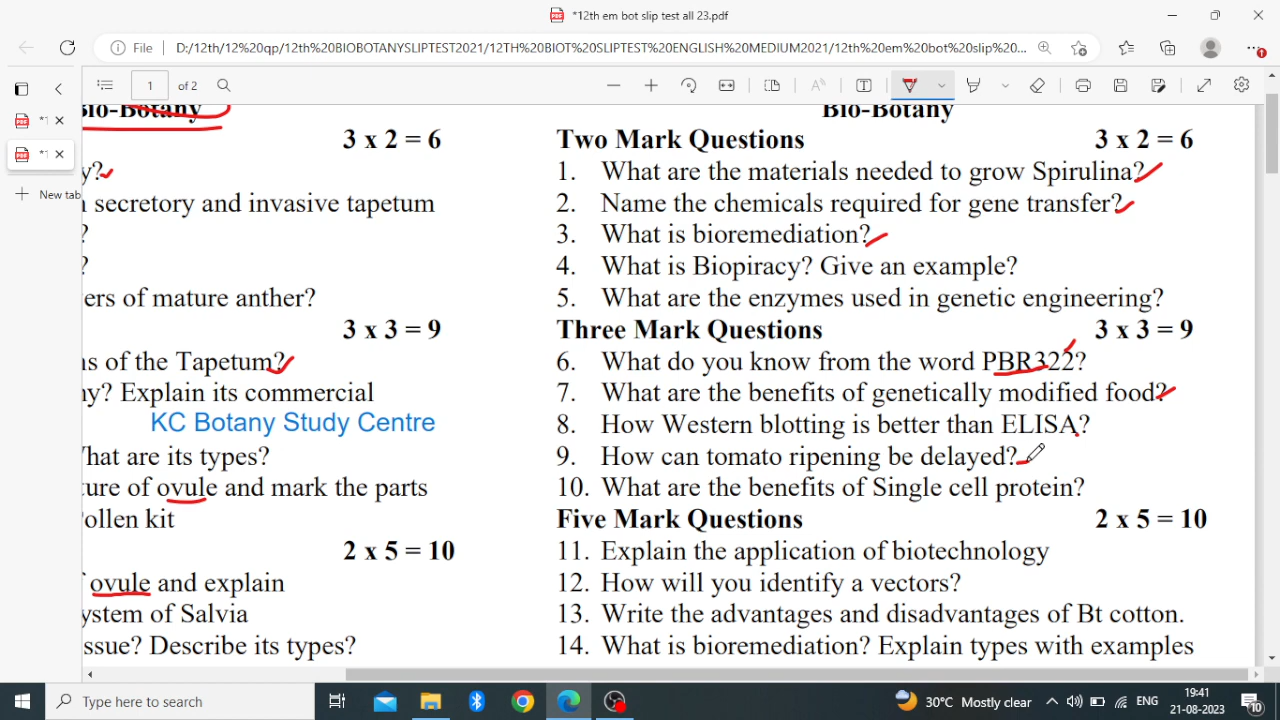 *12th em bot slip test all 23.pdf
File D:/12th/12%20qp/12th%20BIOBOTANYSLIPTEST2021/12TH%20BIOT%20SLIPTEST%20ENGLISH%20MEDIUM2021/12th%20em%20bot%20slip%20...
1 of 2
New tab
Bio-Botany
3 x 2 = 6
y?
secretory and invasive tapetum
?
?
ers of mature anther?
3 x 3 = 9
ns of the Tapetum?
ny? Explain its commercial
KC Botany Study Centre
What are its types?
ture of ovule and mark the parts
Pollen kit
2 x 5 = 10
ovule and explain
ystem of Salvia
ssue? Describe its types?
Bio-Botany
Two Mark Questions 3 x 2 = 6
1. What are the materials needed to grow Spirulina?
2. Name the chemicals required for gene transfer?
3. What is bioremediation?
4. What is Biopiracy? Give an example?
5. What are the enzymes used in genetic engineering?
Three Mark Questions 3 x 3 = 9
6. What do you know from the word PBR322?
7. What are the benefits of genetically modified food?
8. How Western blotting is better than ELISA?
9. How can tomato ripening be delayed?
10. What are the benefits of Single cell protein?
Five Mark Questions 2 x 5 = 10
11. Explain the application of biotechnology
12. How will you identify a vectors?
13. Write the advantages and disadvantages of Bt cotton.
14. What is bioremediation? Explain types with examples
Type here to search
30°C Mostly clear
ENG
19:41
21-08-2023
10